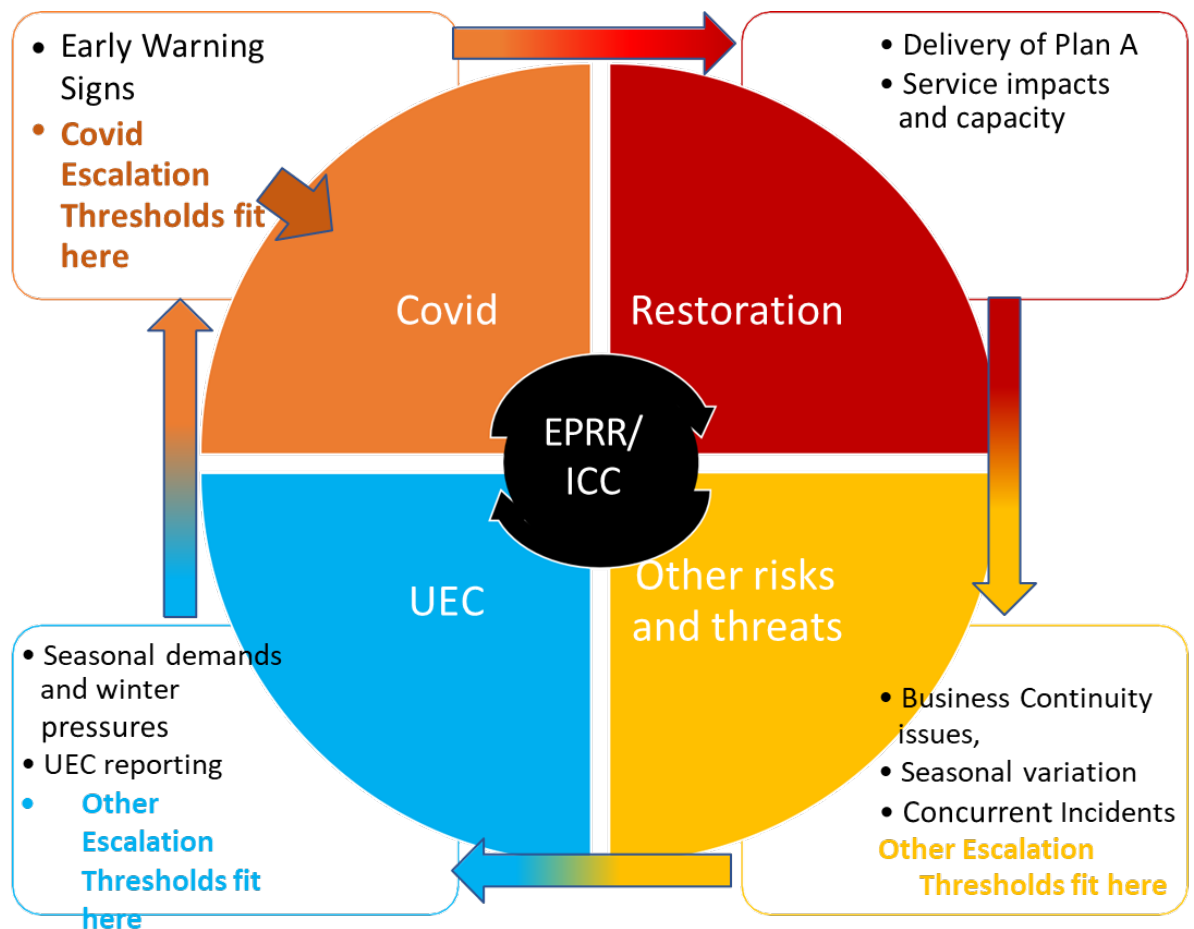 • Early Warning
Signs
• Covid
Escalation
Thresholds fit
here
• Delivery of Plan A
• Service impacts
and capacity
Covid
Restoration
EPRR/
ICC
UEC
Other risks
and threats
• Seasonal demands
and winter
pressures
• UEC reporting
• Other
Escalation
Thresholds fit
here
• Business Continuity
issues,
• Seasonal variation
• Concurrent Incidents
Other Escalation
Thresholds fit here